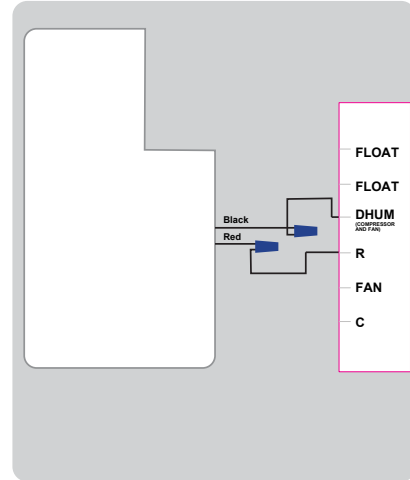 FLOAT
FLOAT
DHUM
(COMPRESSOR
AND FAN)
Black
Red
R
FAN
C